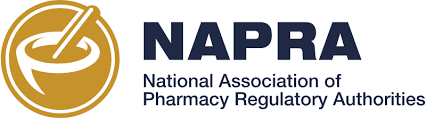 NAPRA
National Association of
Pharmacy Regulatory Authorities